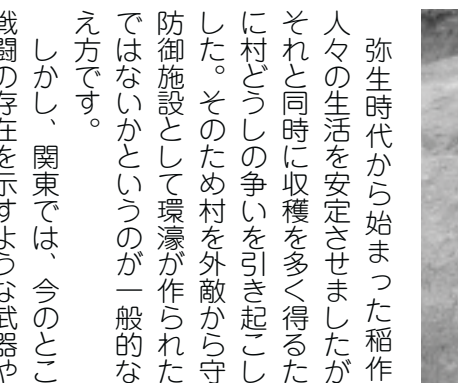 弥生時代から始まった稲作
人々の生活を安定させましたが
それと同時に収穫を多く得るた
に村どうしの争いを引き起こし
した。そのため村を外敵から守
防御施設として環濠が作られた
ではないかというのが一般的な
え方です。
しかし、関東では、今のとこ
戦闘の存在を示すような武器や